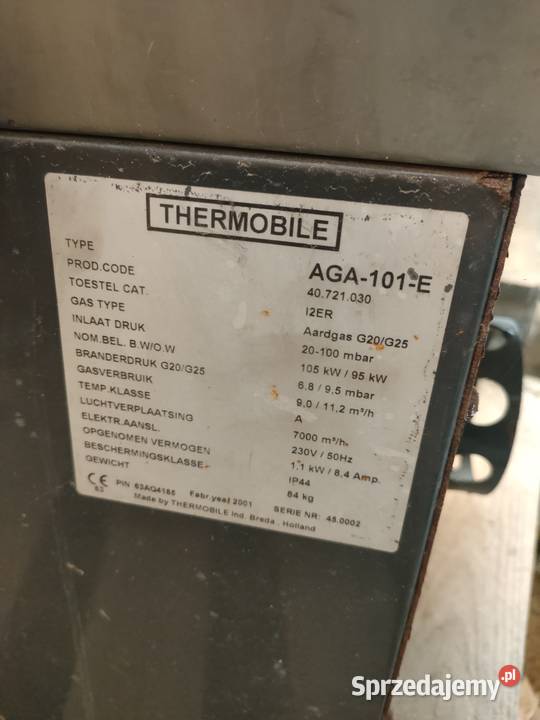 THERMOBILE
TYPE AGA-101-E
PROD.CODE 40.721.030
TOESTEL CAT. I2ER
GAS TYPE Aardgas G20/G25
INLAAT DRUK 20-100 mbar
NOM.BEL. B.W/O.W 105 kW / 95 kW
BRANDERDRUK G20/G25 6,8 / 9,5 mbar
GASVERBUIK 9,0 / 11,2 m³/h
TEMP.KLASSE A
LUCHTVERPLAATSING 7000 m³/h
ELEKTR.AANSL. 230V / 50Hz
OPGENOMEN VERMOGEN 1,1 kW / 8,4 Amp.
BESCHERMINGSKLASSE IP44
GEWICHT 84 kg
CE 63 PIN 63AQ4155 Fabr.year 2001 SERIE NR: 45.0002
Made by THERMOBILE Ind. Breda, Holland
Sprzedajemy.pl